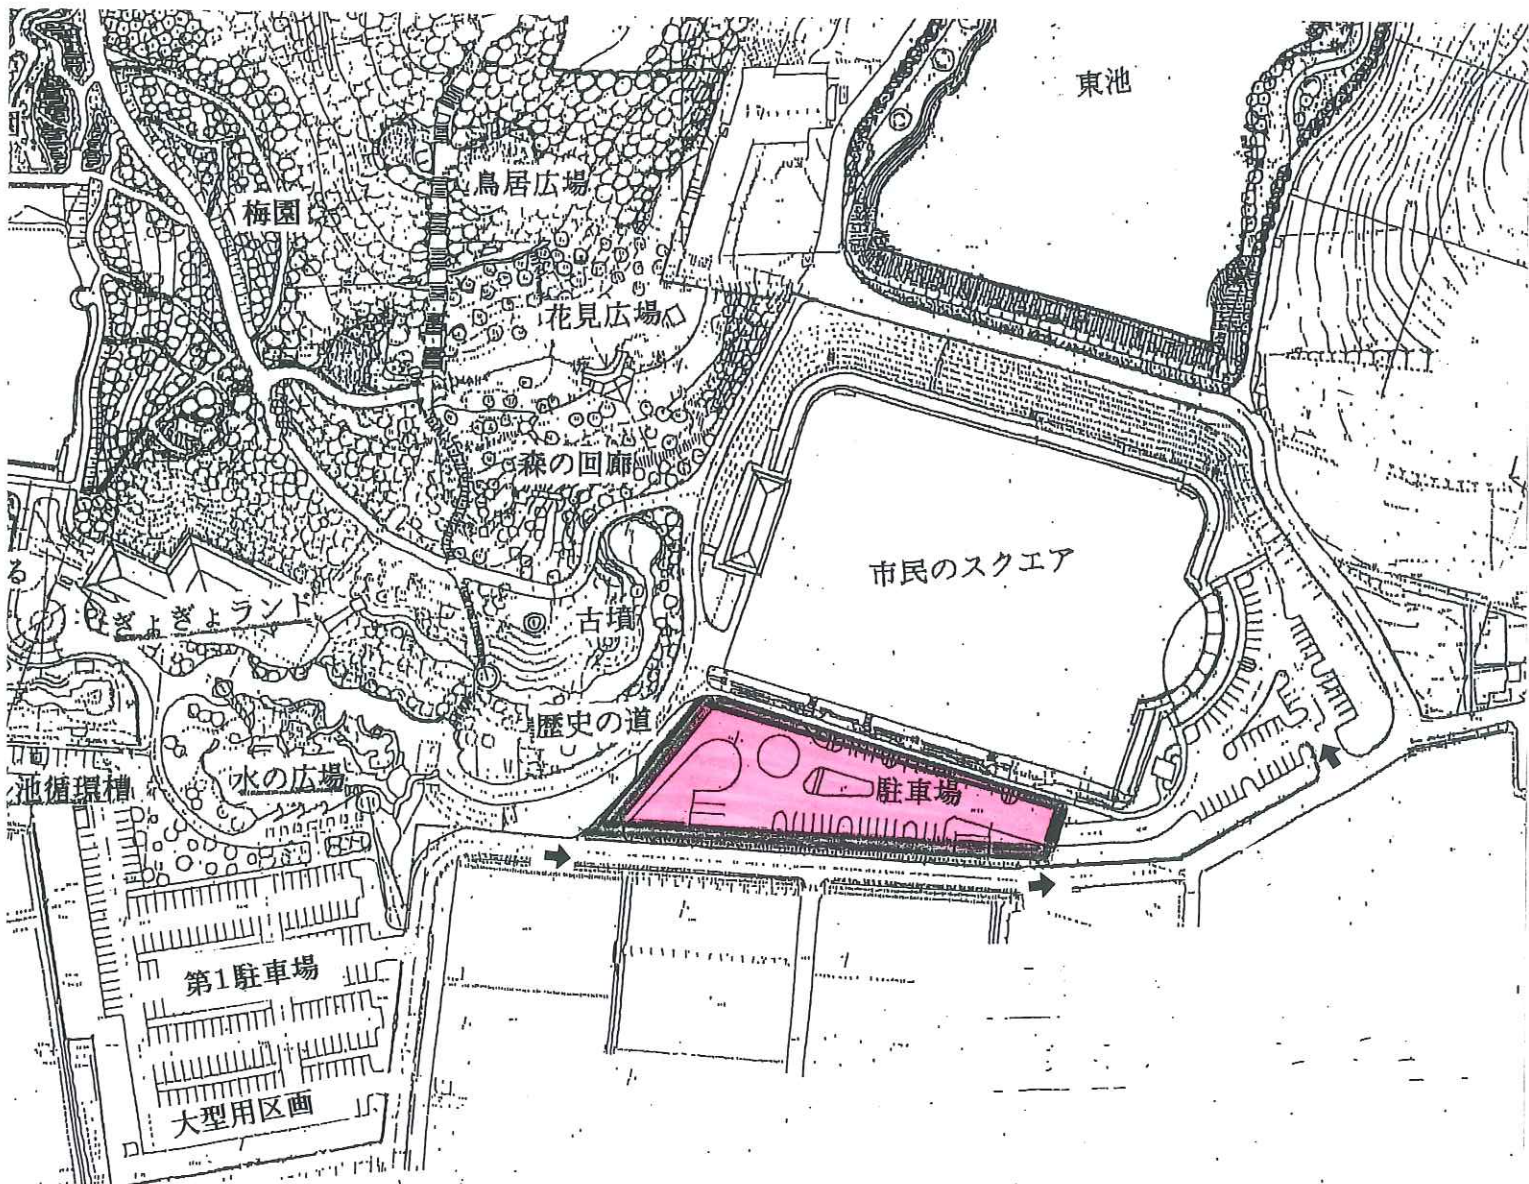 東池
鳥居広場
梅園
花見広場
森の回廊
市民のスクエア
る
ぎょぎょランド
古墳
歴史の道
水の広場
池循環槽
駐車場
第1駐車場
大型用区画